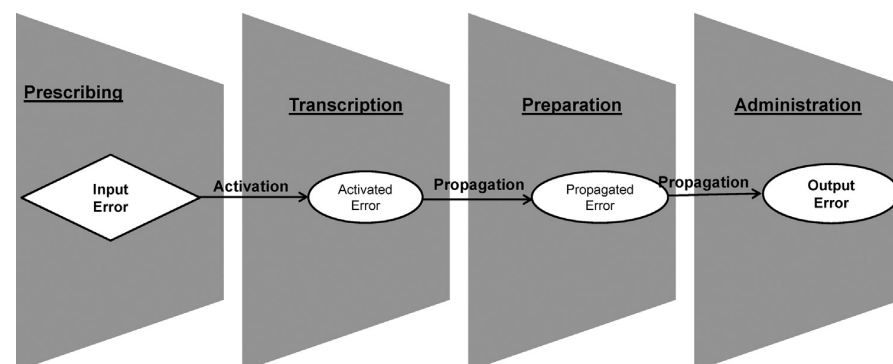 Prescribing
Transcription
Preparation
Administration
Input
Error
Activation
Activated
Error
Propagation
Propagated
Error
Propagation
Output
Error